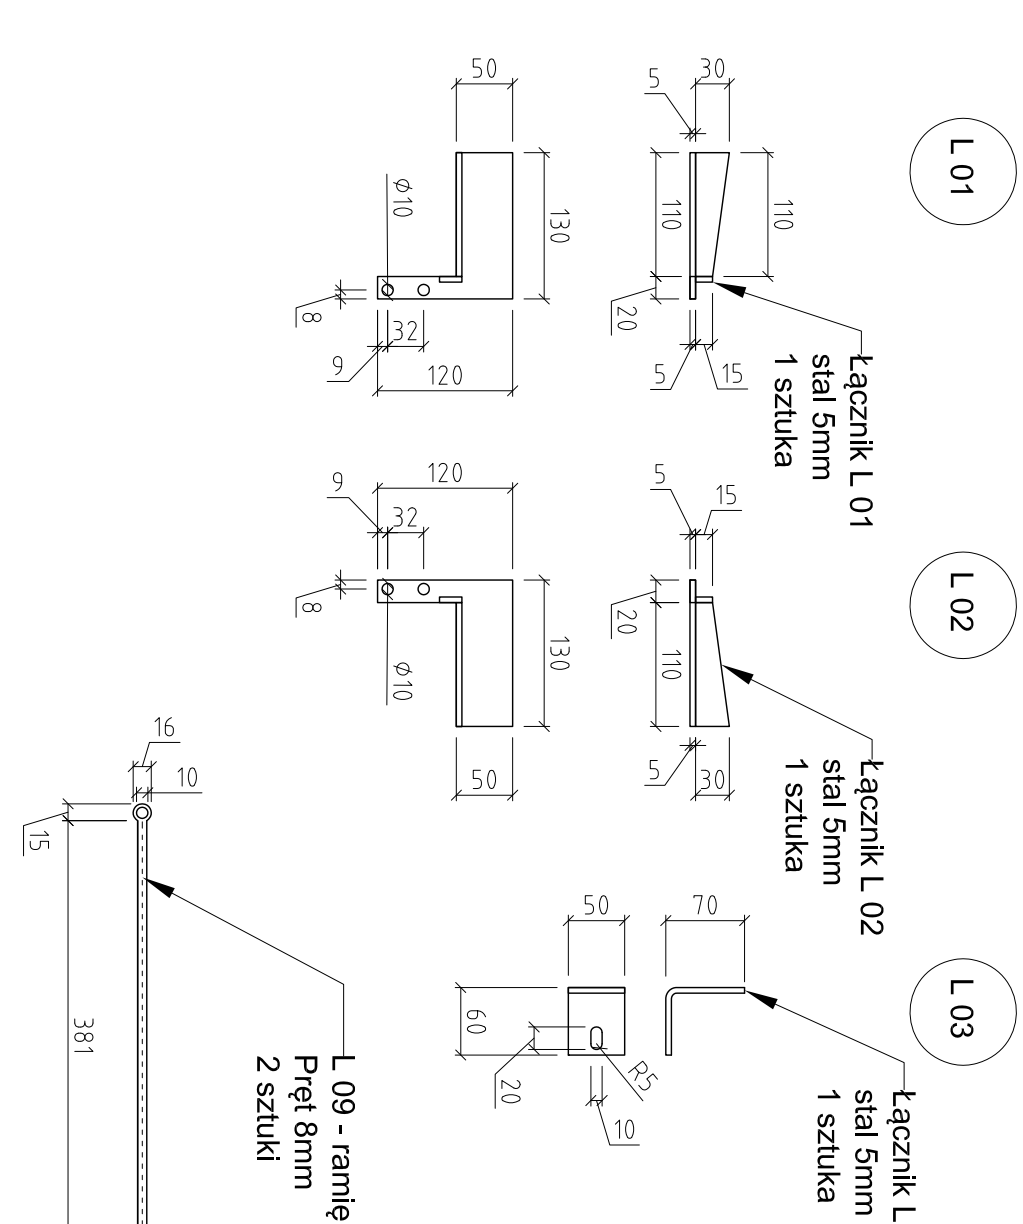 L 01
50
5
30
130
110
110
Ø10
8
20
32
9
120
5
15
Łącznik L 01
stal 5mm
1 sztuka
L 02
120
9
32
5
15
8
20
130
110
Ø10
50
5
30
Łącznik L 02
stal 5mm
1 sztuka
L 03
50
70
60
20
R5
10
Łącznik L
stal 5mm
1 sztuka
16
10
15
381
L 09 - ramię
Pręt 8mm
2 sztuki